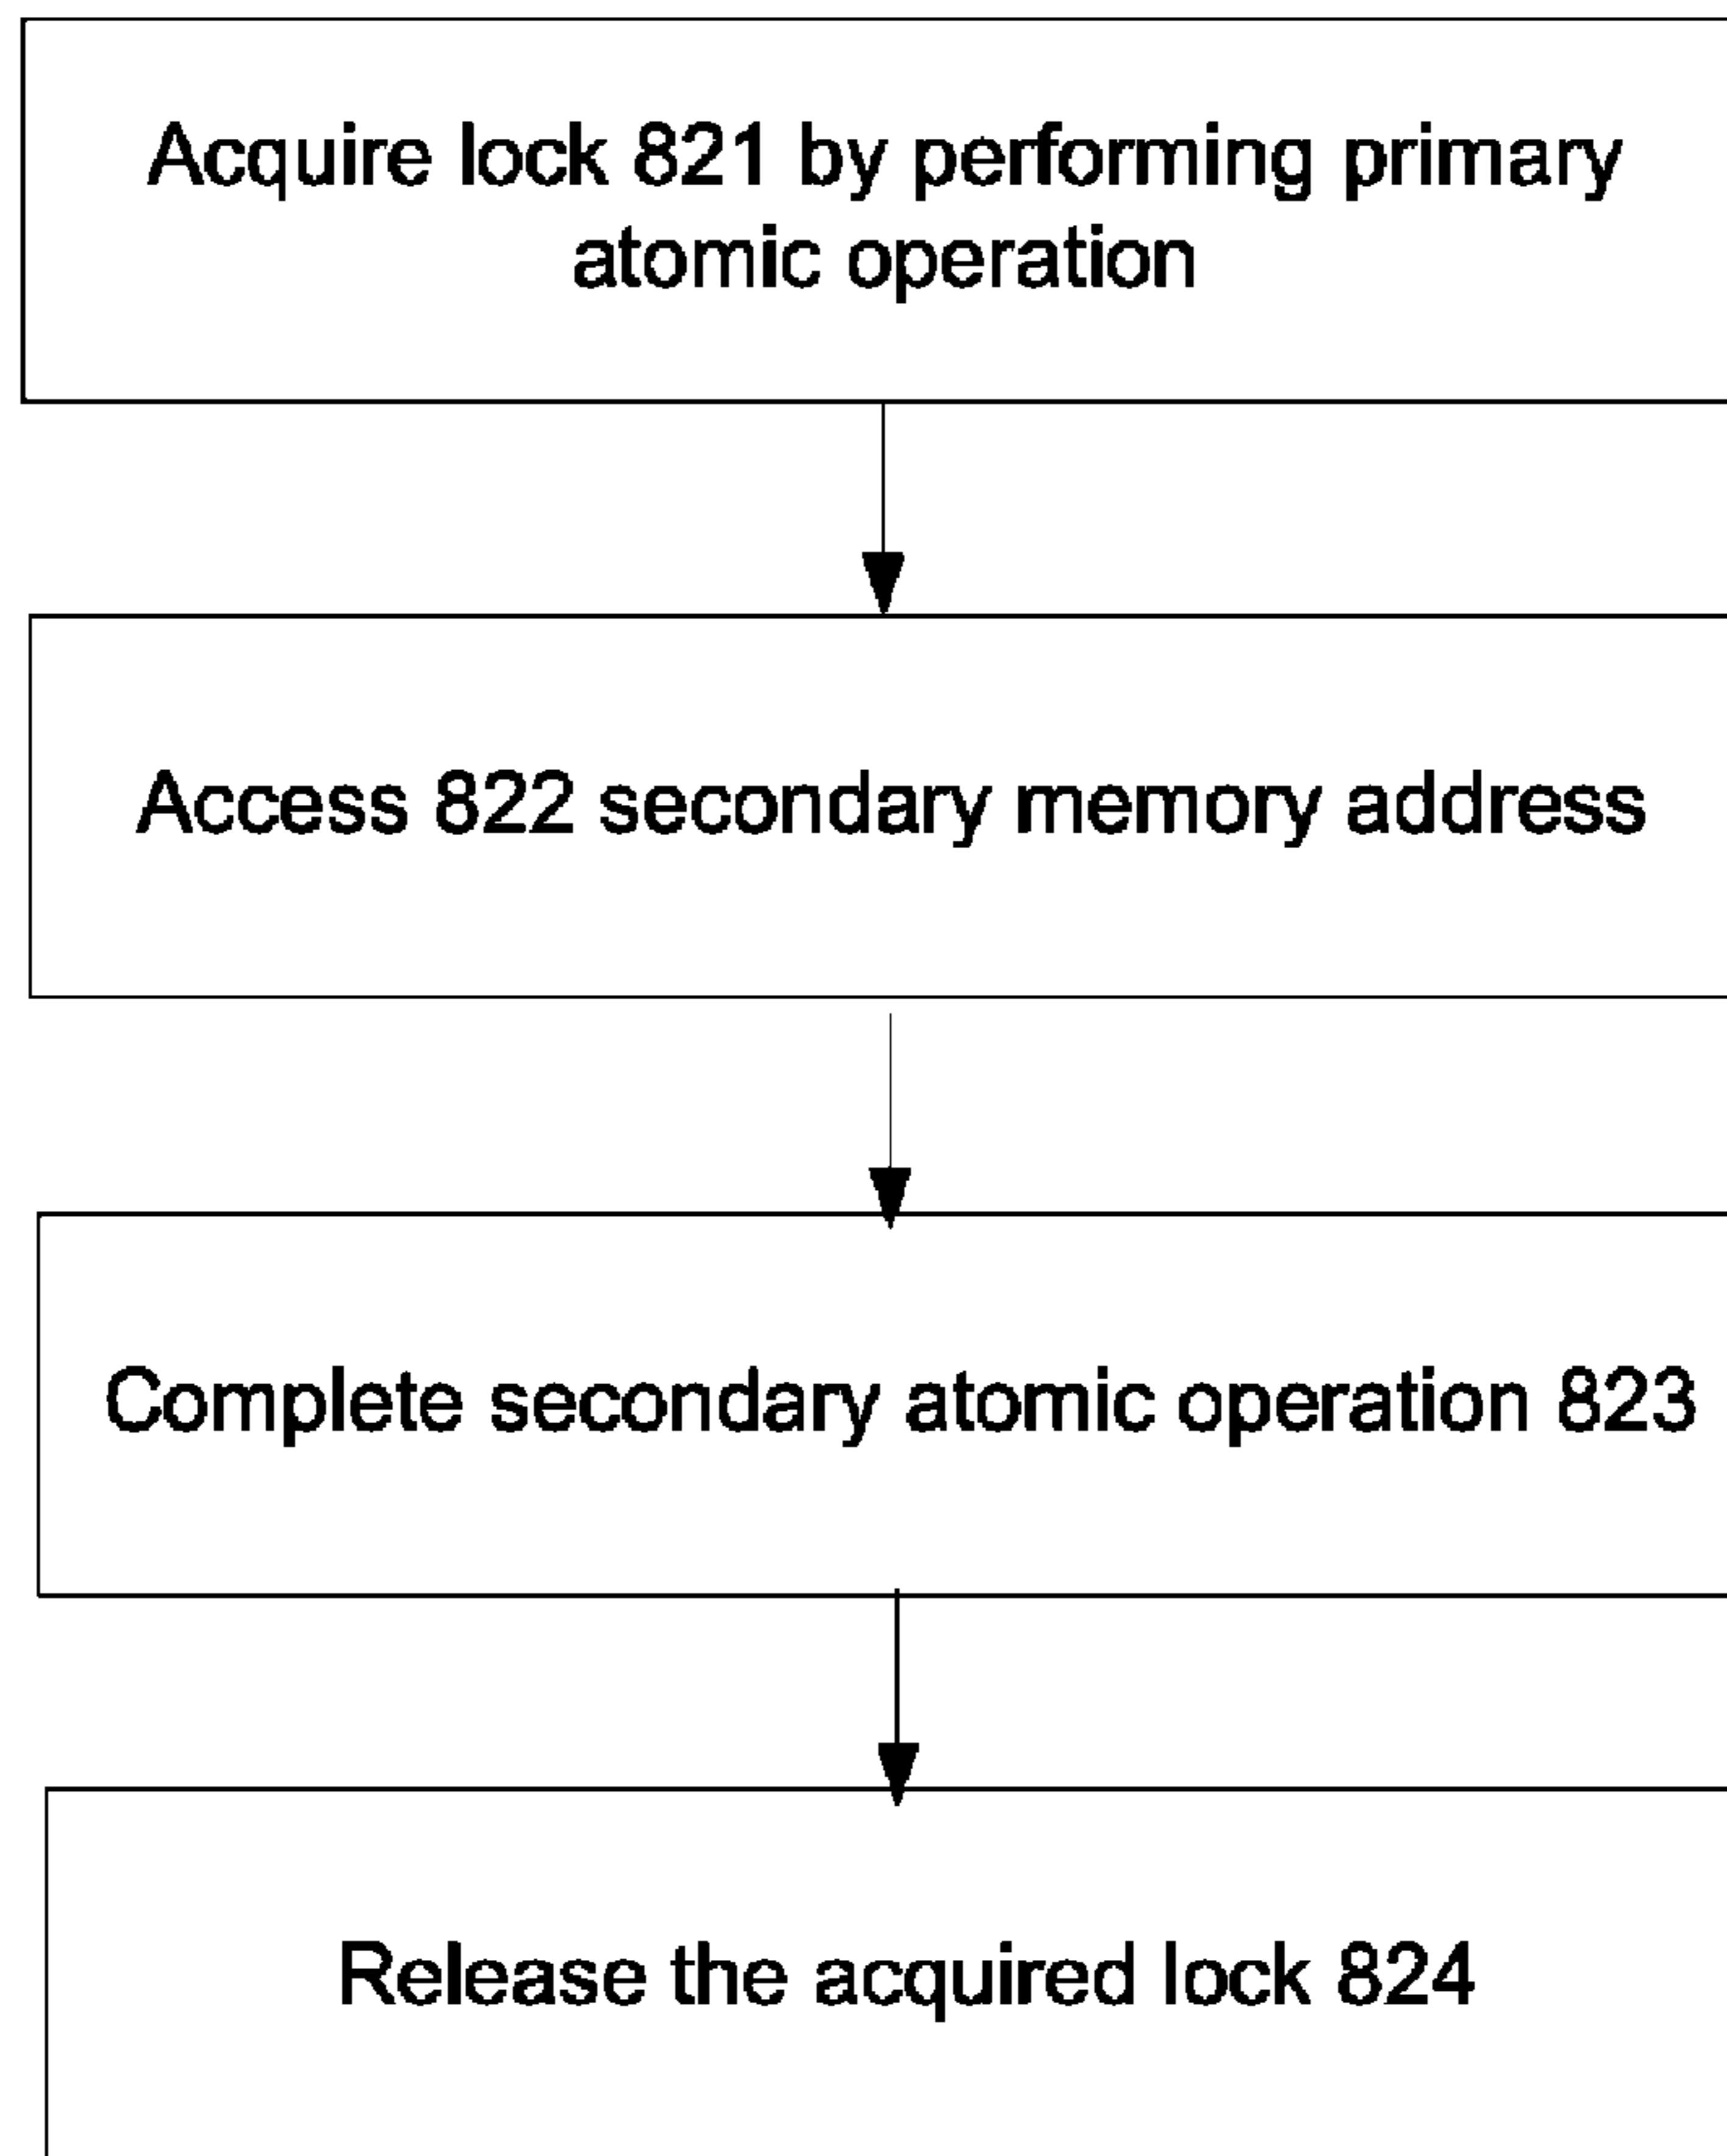 Acquire lock 821 by performing primary
atomic operation
Access 822 secondary memory address
Complete secondary atomic operation 823
Release the acquired lock 824